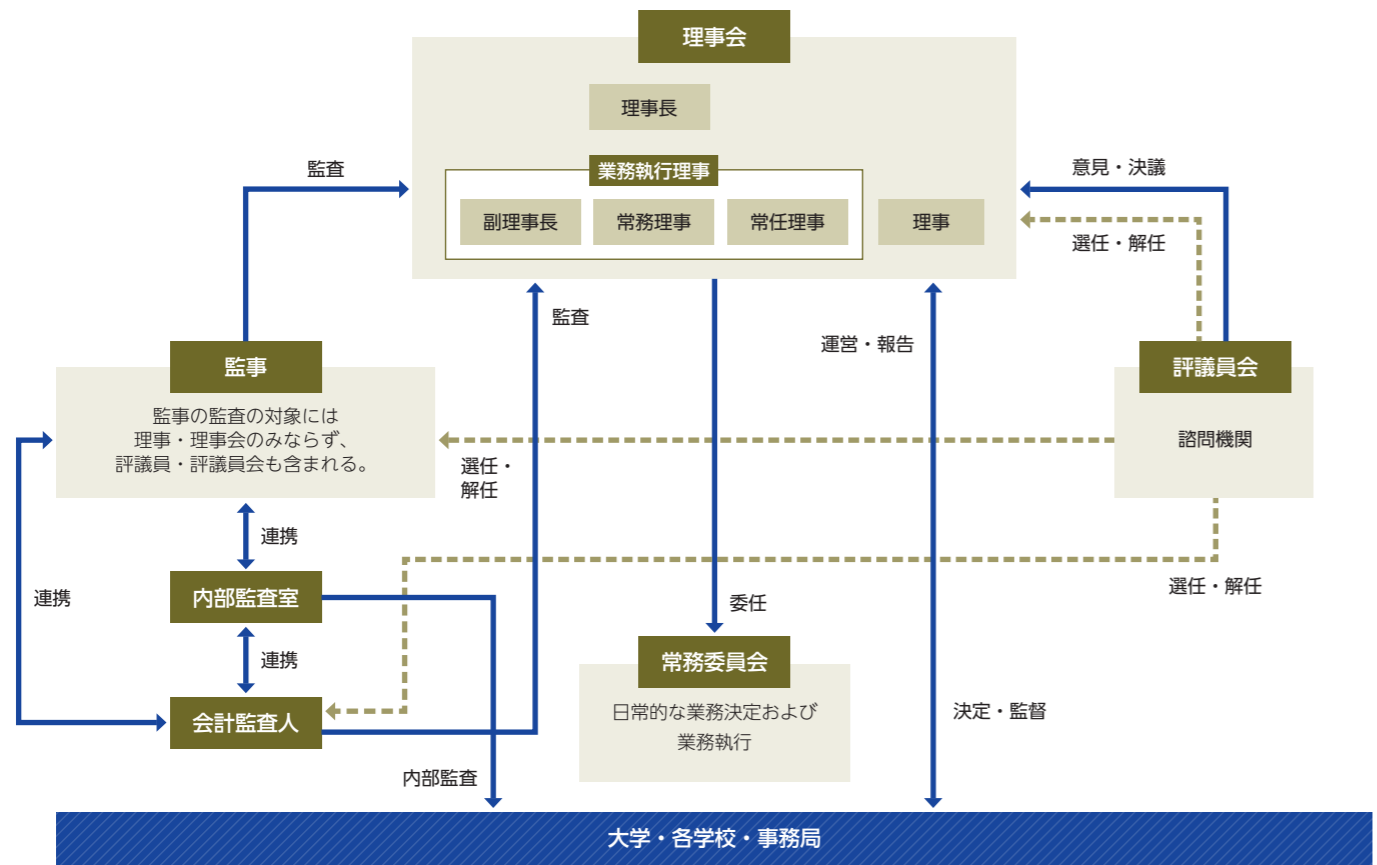 理事会
理事長
業務執行理事
副理事長
常務理事
常任理事
理事
監査
意見・決議
選任・解任
監査
運営・報告
監事
監事の監査の対象には
理事・理事会のみならず、
評議員・評議員会も含まれる。
評議員会
諮問機関
選任・
解任
連携
連携
内部監査室
連携
会計監査人
選任・解任
委任
常務委員会
日常的な業務決定および
業務執行
決定・監督
内部監査
大学・各学校・事務局